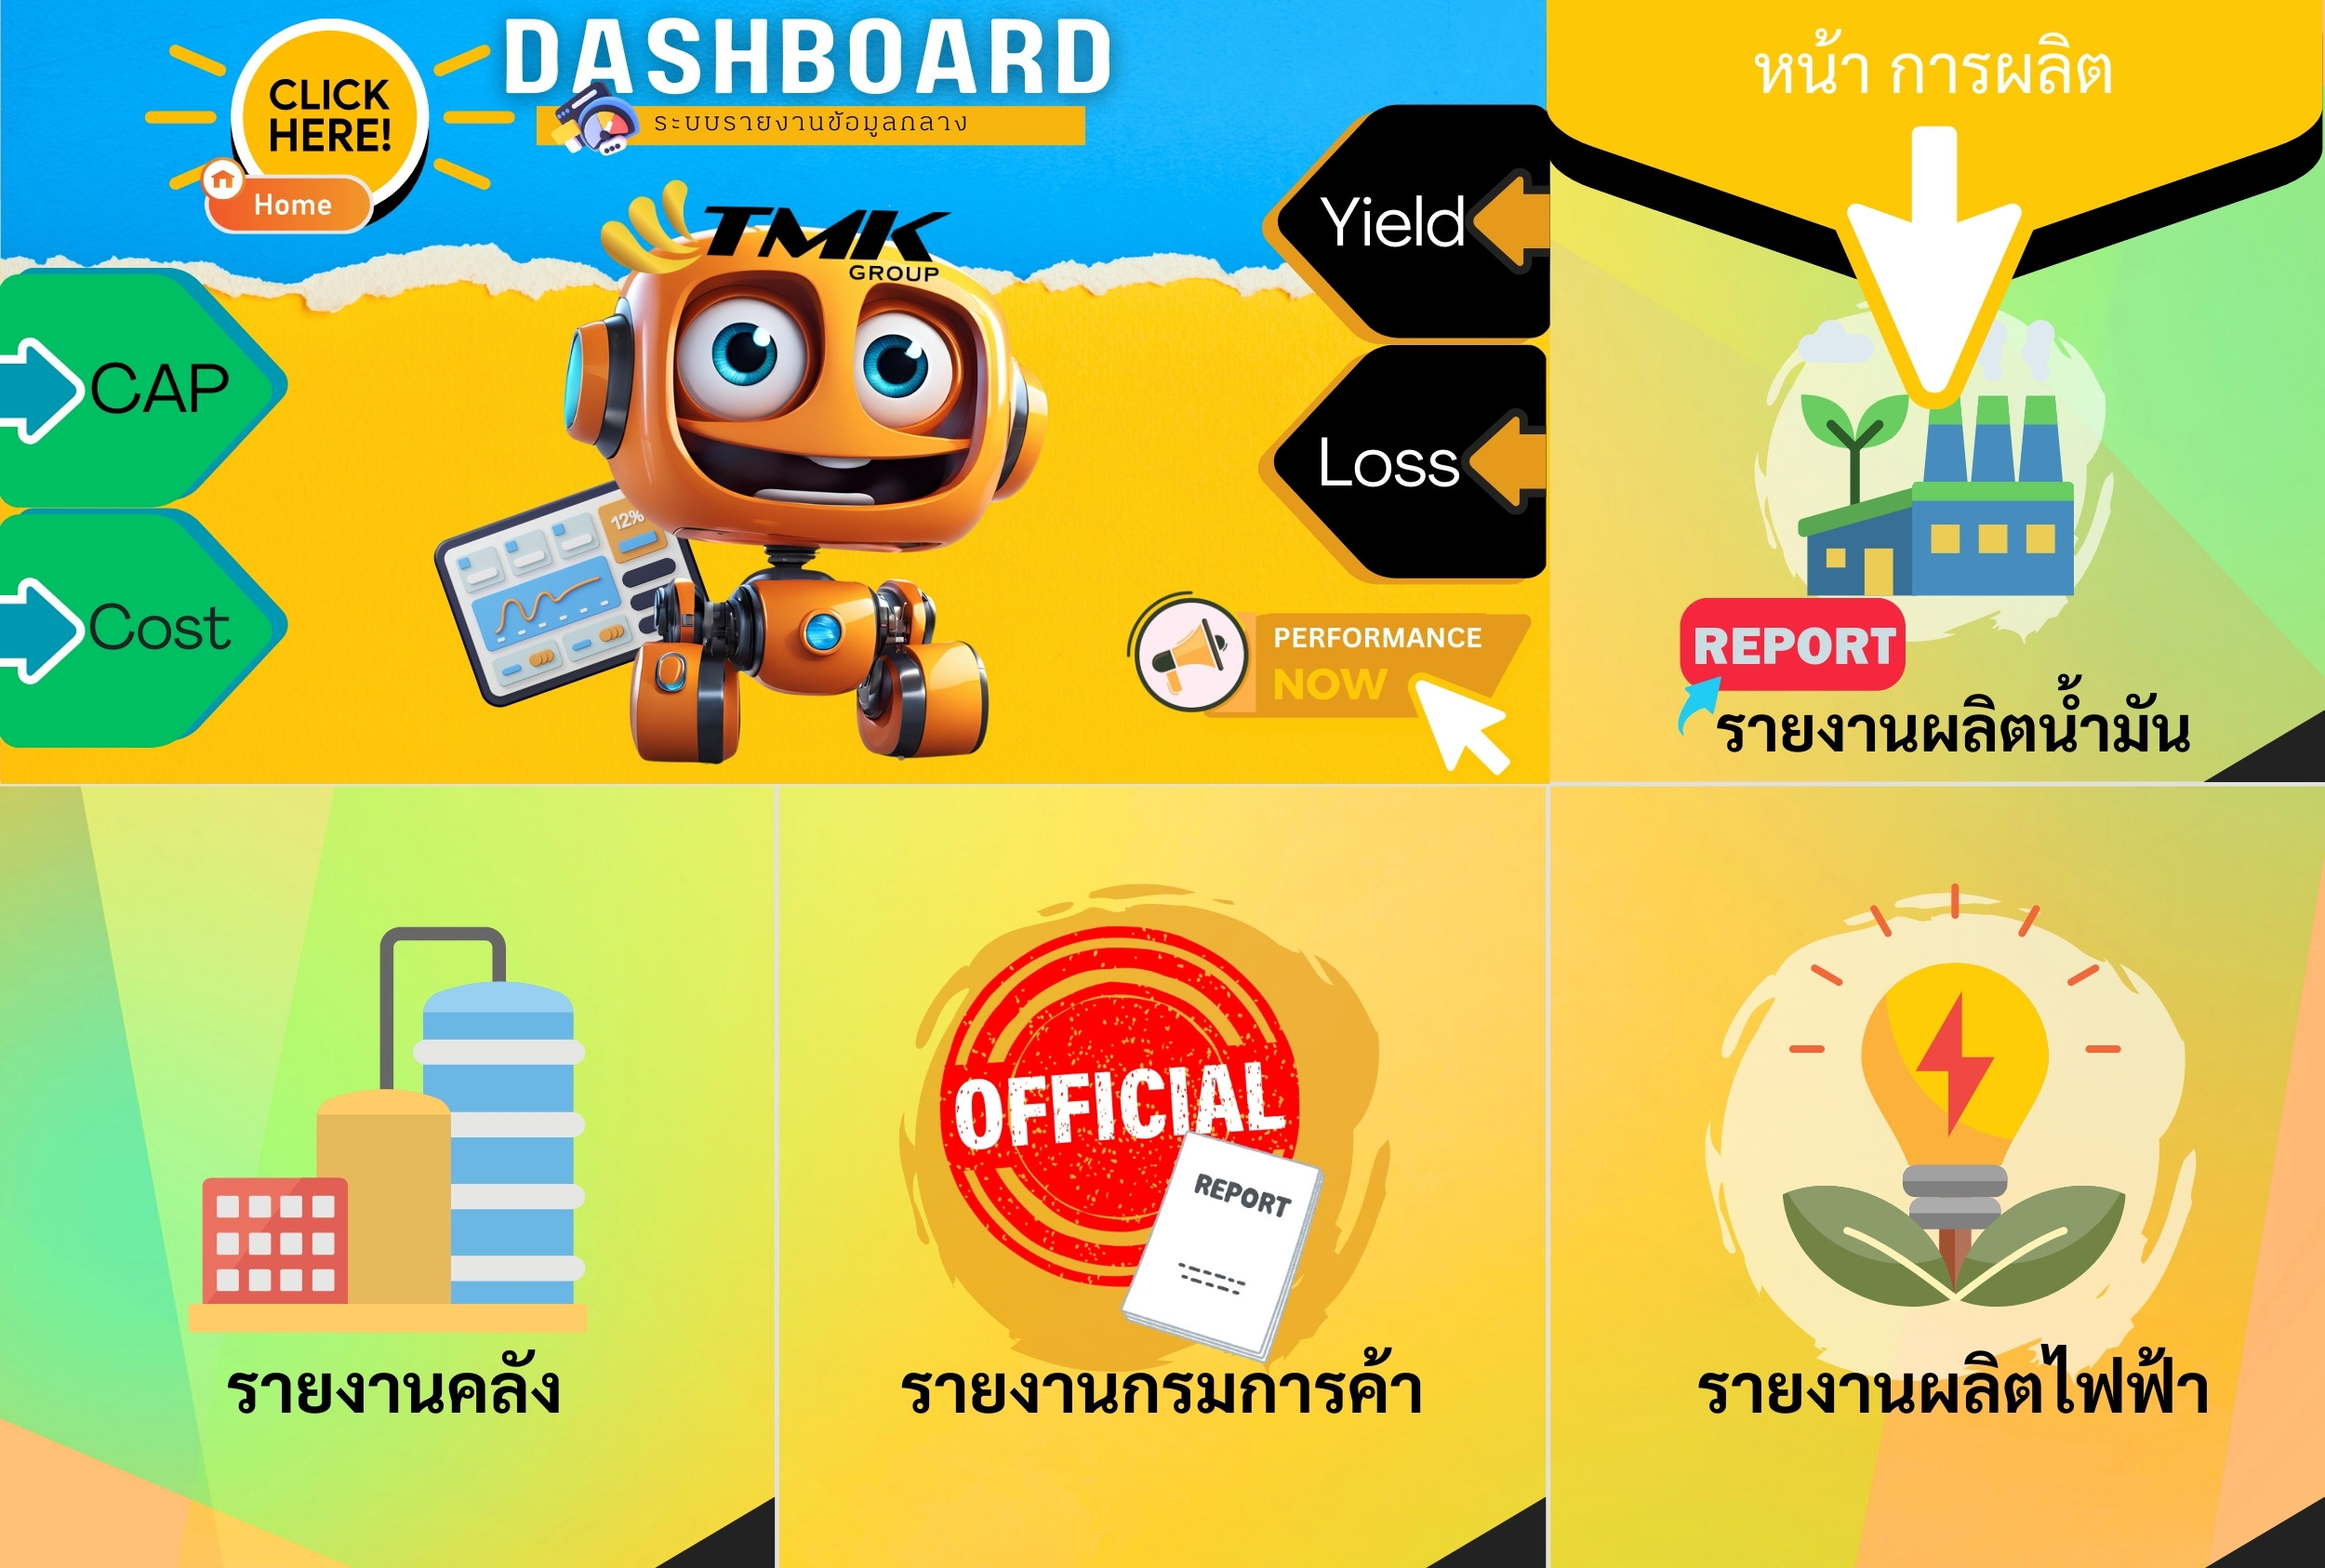 CLICK
HERE!
Home
DASHBOARD
ระบบรายงานข้อมูลกลาง
หน้า การผลิต
TMK
GROUP
Yield
CAP
Loss
12%
Cost
PERFORMANCE
NOW
REPORT
รายงานผลิตน้ำมัน
OFFICIAL
REPORT
รายงานคลัง
รายงานกรมการค้า
รายงานผลิตไฟฟ้า